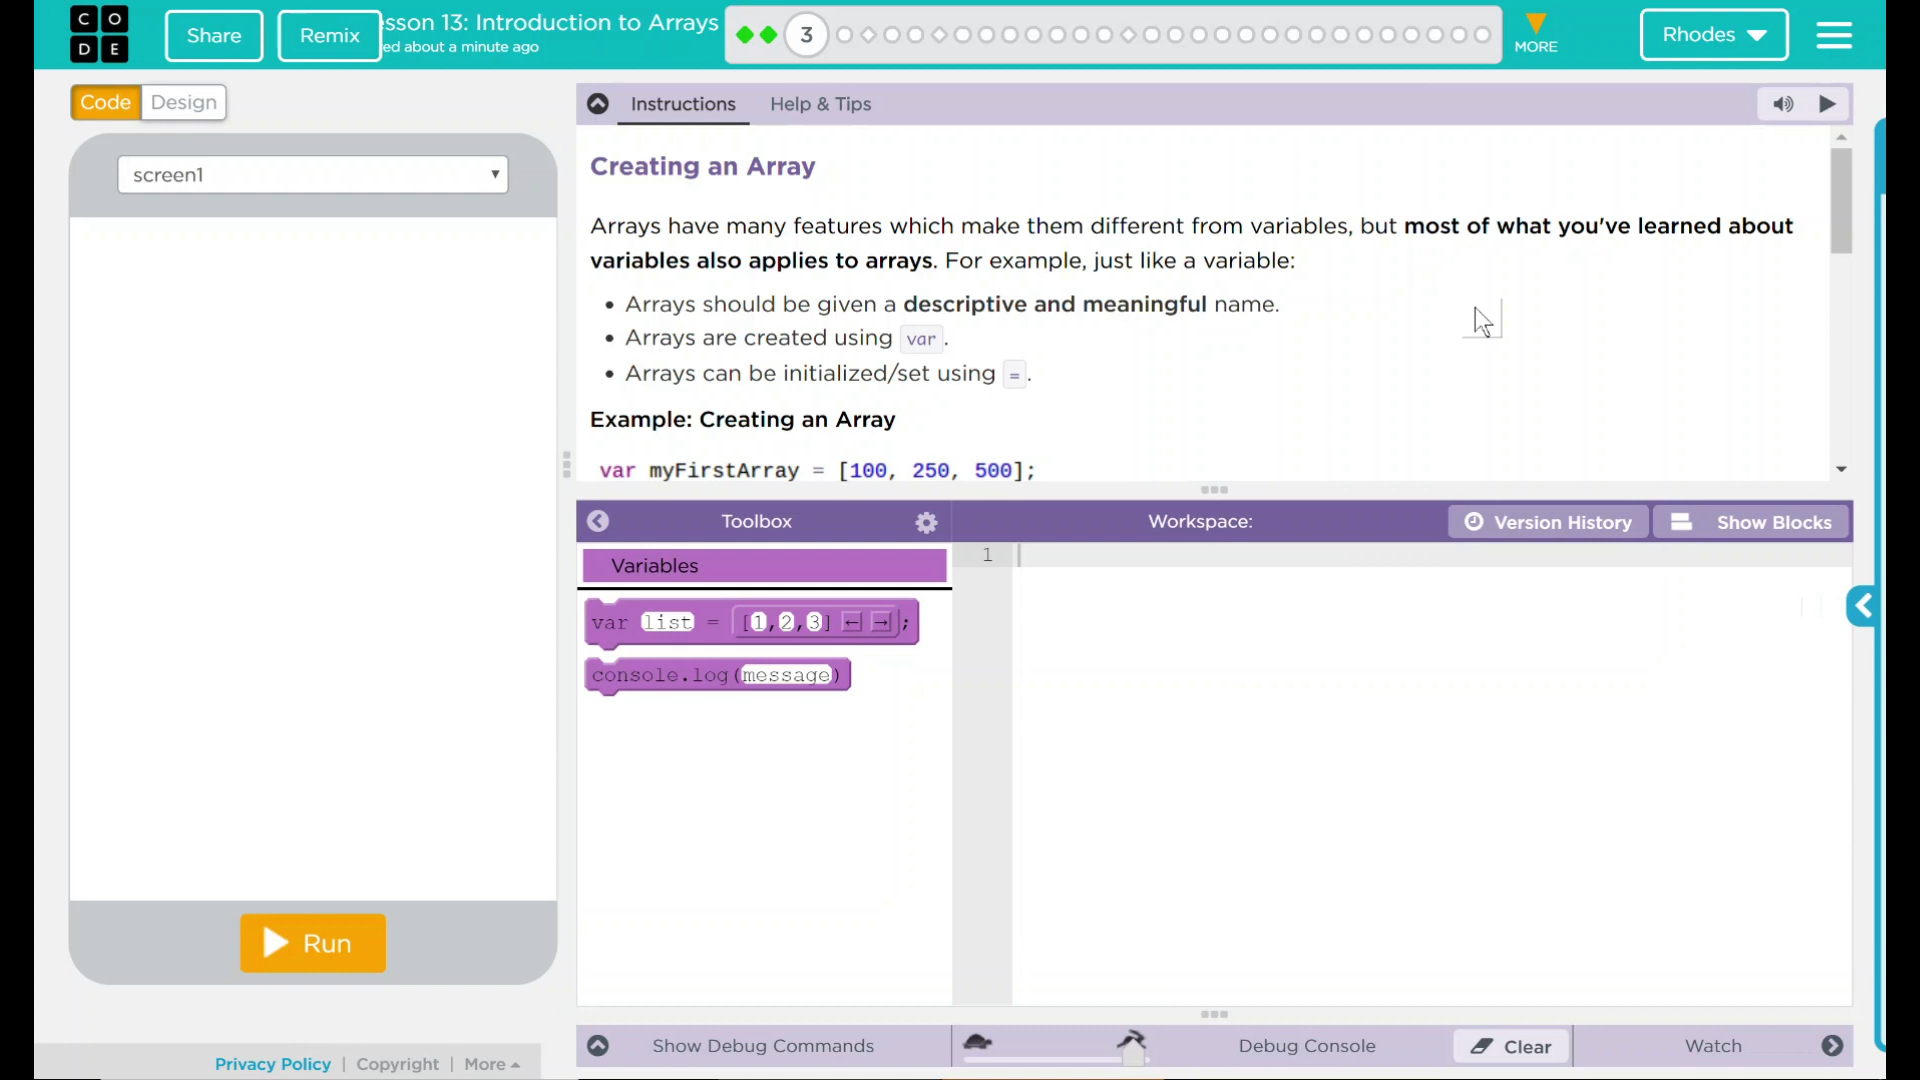 C O
D E
Share
Remix
esson 13: Introduction to Arrays
ed about a minute ago
3
MORE
Rhodes
Code
Design
Instructions
Help & Tips
screen1
Creating an Array
Arrays have many features which make them different from variables, but most of what you've learned about
variables also applies to arrays. For example, just like a variable:
• Arrays should be given a descriptive and meaningful name.
• Arrays are created using var.
• Arrays can be initialized/set using =.
Example: Creating an Array
var myFirstArray = [100, 250, 500];
Toolbox
Workspace:
Version History
Show Blocks
Variables
1
var list = [1,2,3] ← → ;
console.log(message)
Run
Show Debug Commands
Debug Console
Clear
Watch
Privacy Policy | Copyright | More